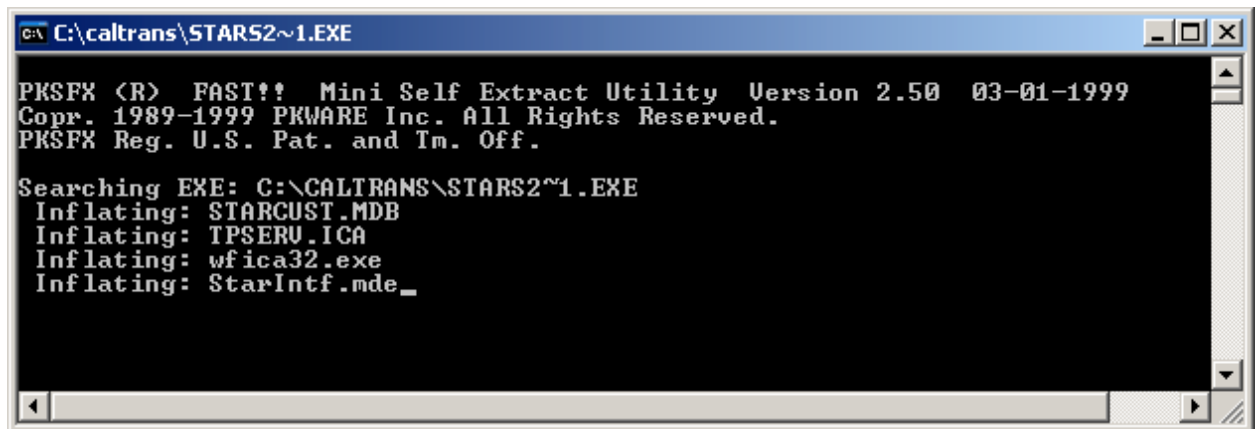 C:\caltrans\STARS2~1.EXE
PKSFX (R)  FAST!!  Mini Self Extract Utility  Version 2.50  03-01-1999
Copr. 1989-1999 PKWARE Inc. All Rights Reserved.
PKSFX Reg. U.S. Pat. and Tm. Off.
Searching EXE: C:\CALTRANS\STARS2~1.EXE
Inflating: STARCUST.MDB
Inflating: TPSERV.ICA
Inflating: wfica32.exe
Inflating: StarIntf.mde_